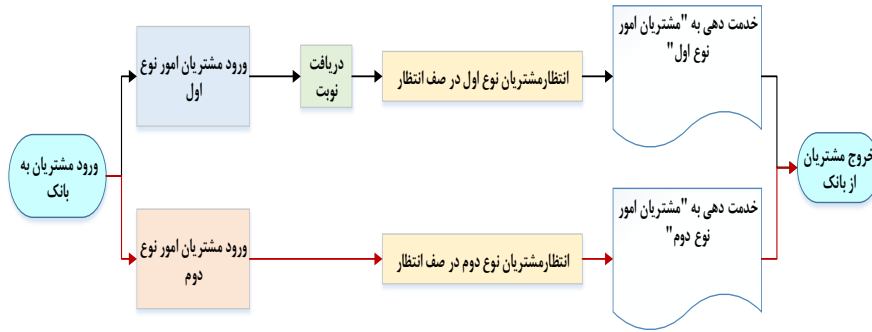 ورود مشتریان به
بانک
ورود مشتریان امور نوع
اول
دریافت
نوبت
انتظارمشتریان نوع اول در صف انتظار
خدمت دهی به "مشتریان امور
نوع اول"
ورود مشتریان امور نوع
دوم
انتظارمشتریان نوع دوم در صف انتظار
خدمت دهی به "مشتریان امور
نوع دوم"
خروج مشتریان
از بانک